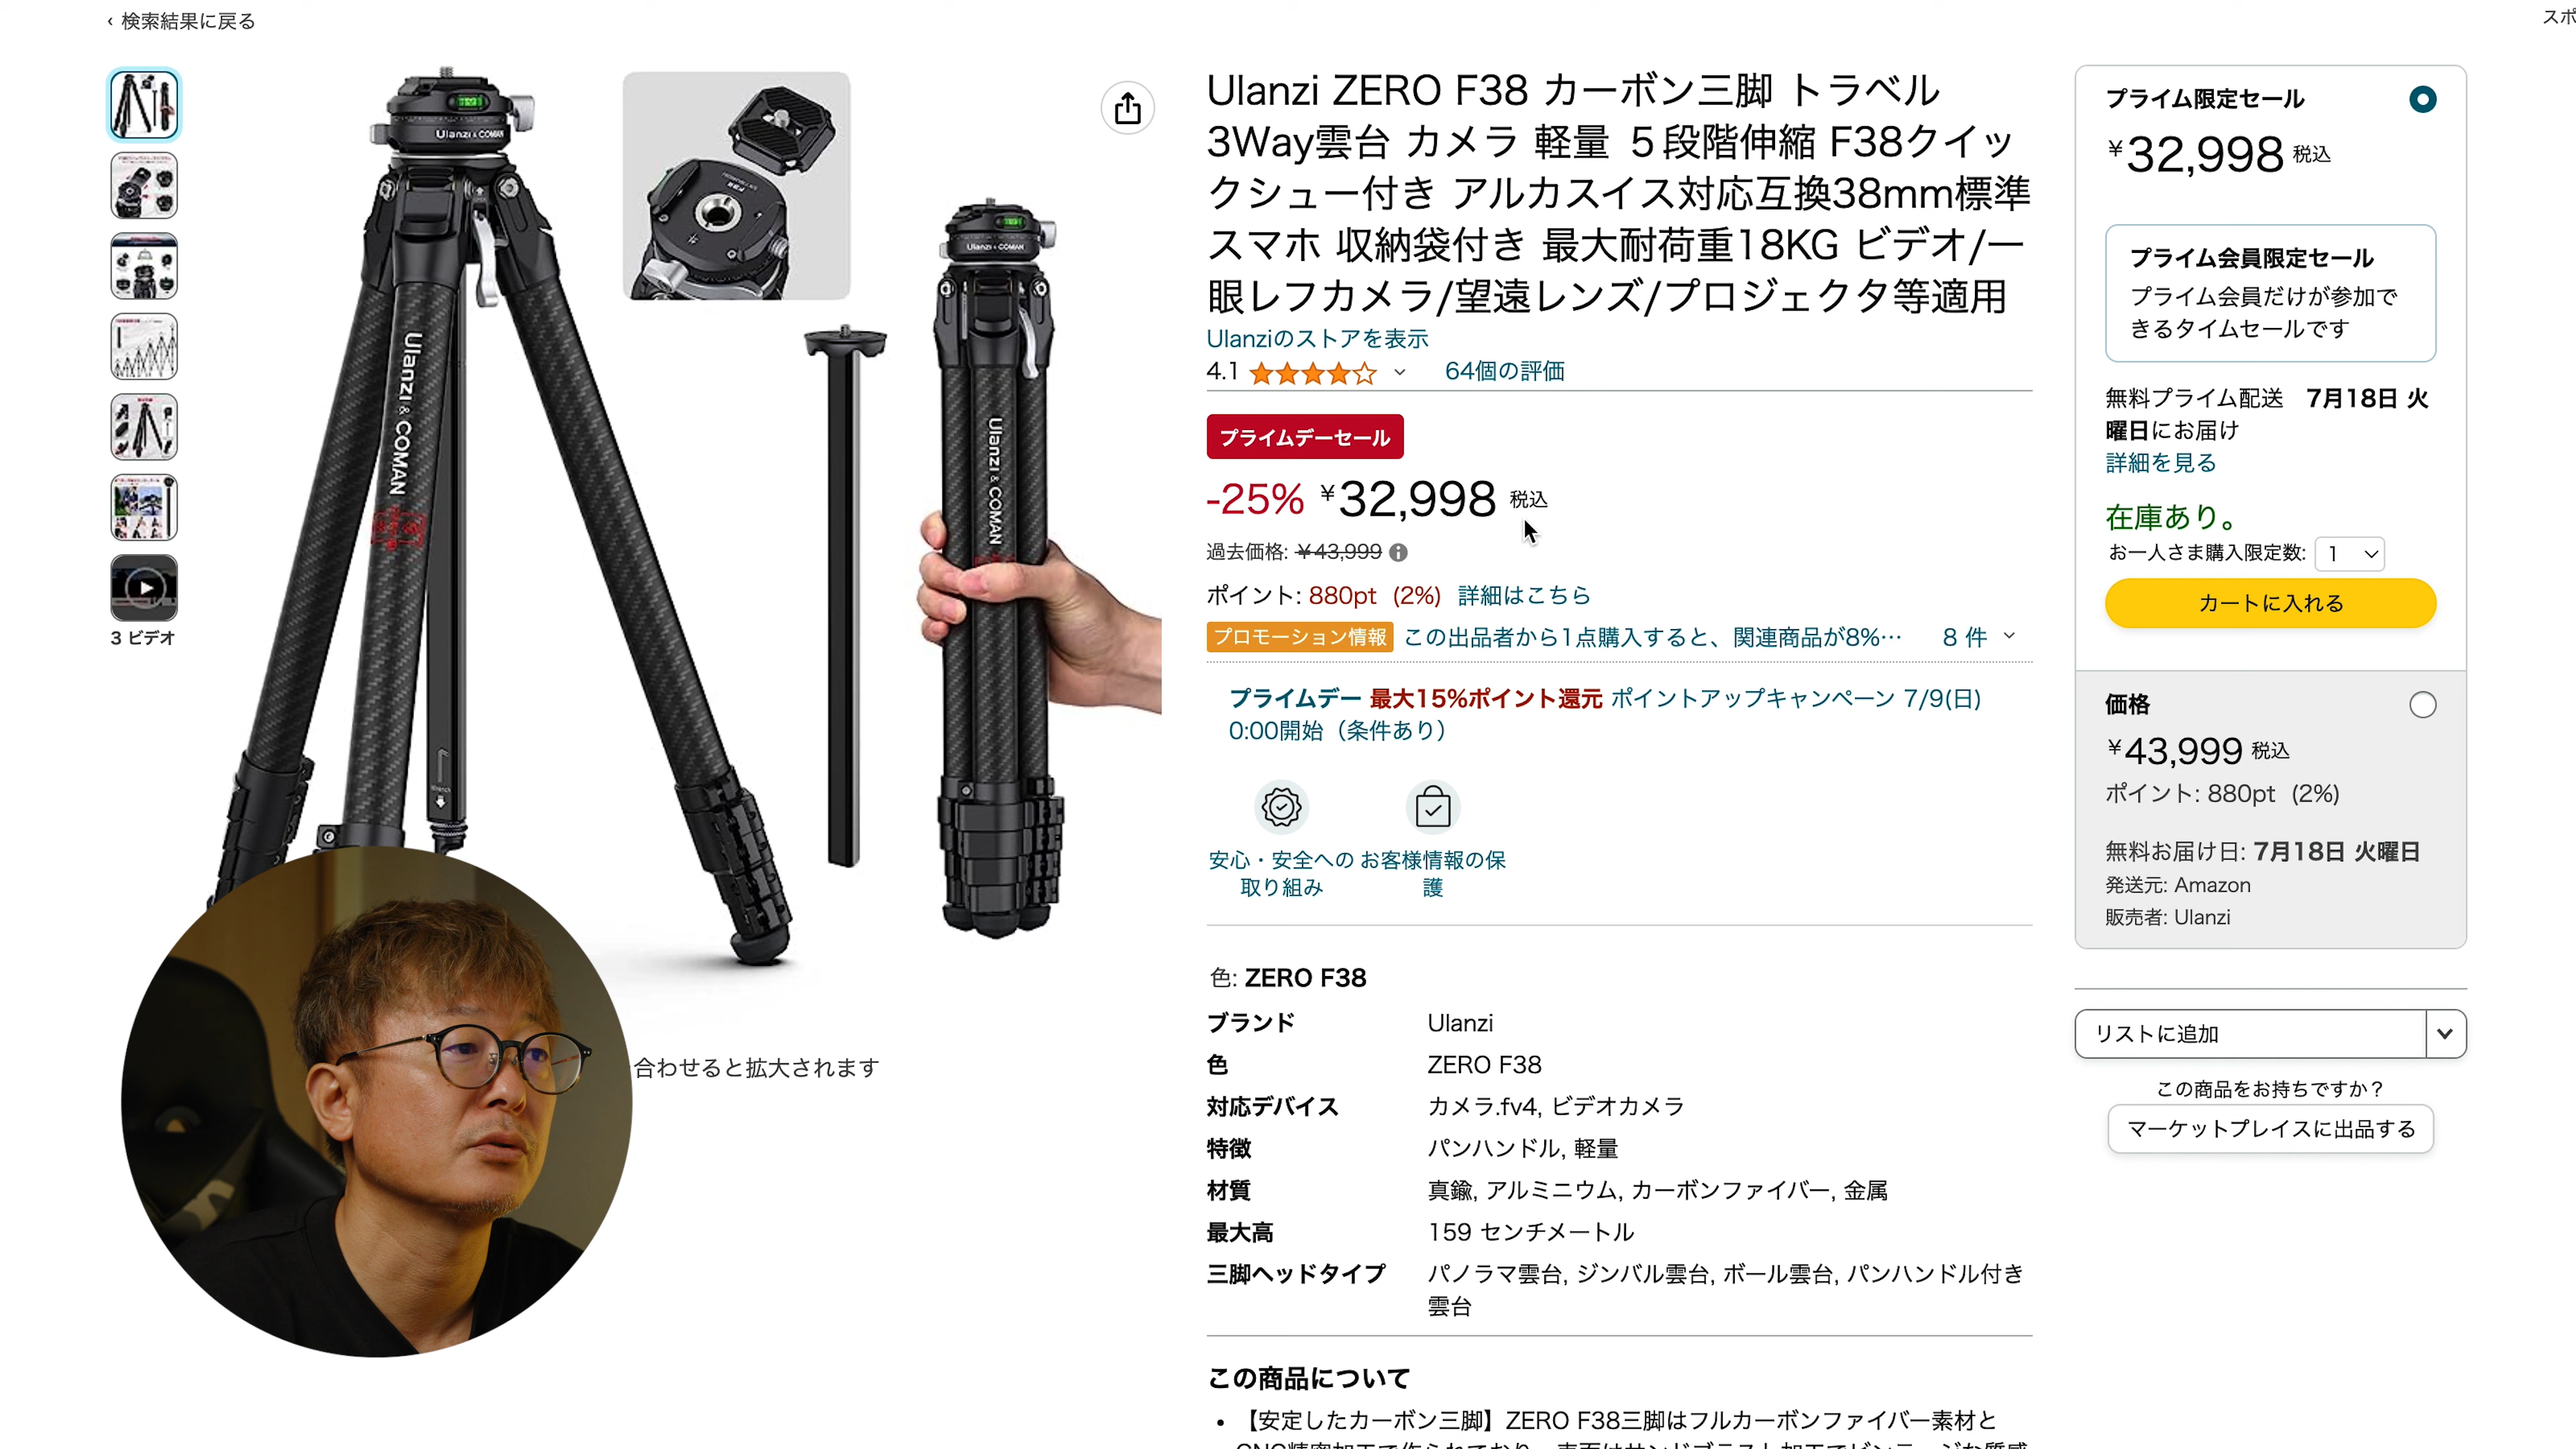 ‹ 検索結果に戻る
スポ
Ulanzi & COMAN
Ulanzi & COMAN
Ulanzi & COMAN
Ulanzi & COMAN
3 ビデオ
合わせると拡大されます
Ulanzi ZERO F38 カーボン三脚 トラベル
3Way雲台 カメラ 軽量 ５段階伸縮 F38クイッ
クシュー付き アルカスイス対応互換38mm標準
スマホ 収納袋付き 最大耐荷重18KG ビデオ/一
眼レフカメラ/望遠レンズ/プロジェクタ等適用
Ulanziのストアを表示
4.1 64個の評価
プライムデーセール
-25% ¥32,998 税込
過去価格: ¥43,999
ポイント: 880pt (2%) 詳細はこちら
プロモーション情報 この出品者から1点購入すると、関連商品が8%… 8 件
プライムデー 最大15%ポイント還元 ポイントアップキャンペーン 7/9(日)
0:00開始（条件あり）
安心・安全への
取り組み
お客様情報の保
護
色: ZERO F38
ブランド Ulanzi
色 ZERO F38
対応デバイス カメラ.fv4, ビデオカメラ
特徴 パンハンドル, 軽量
材質 真鍮, アルミニウム, カーボンファイバー, 金属
最大高 159 センチメートル
三脚ヘッドタイプ パノラマ雲台, ジンバル雲台, ボール雲台, パンハンドル付き
雲台
この商品について
• 【安定したカーボン三脚】ZERO F38三脚はフルカーボンファイバー素材と
プライム限定セール
¥32,998 税込
プライム会員限定セール
プライム会員だけが参加で
きるタイムセールです
無料プライム配送 7月18日 火
曜日にお届け
詳細を見る
在庫あり。
お一人さま購入限定数: 1
カートに入れる
価格
¥43,999 税込
ポイント: 880pt (2%)
無料お届け日: 7月18日 火曜日
発送元: Amazon
販売者: Ulanzi
リストに追加
この商品をお持ちですか？
マーケットプレイスに出品する